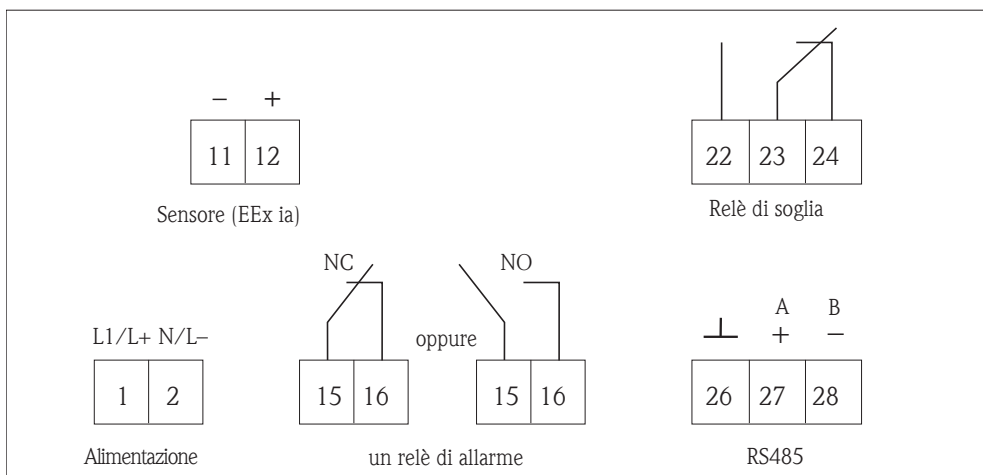 − +
11 12
Sensore (EEx ia)
22 23 24
Relè di soglia
L1/L+ N/L−
1 2
Alimentazione
NC
15 16
oppure
NO
15 16
un relè di allarme
A B
+ −
26 27 28
RS485